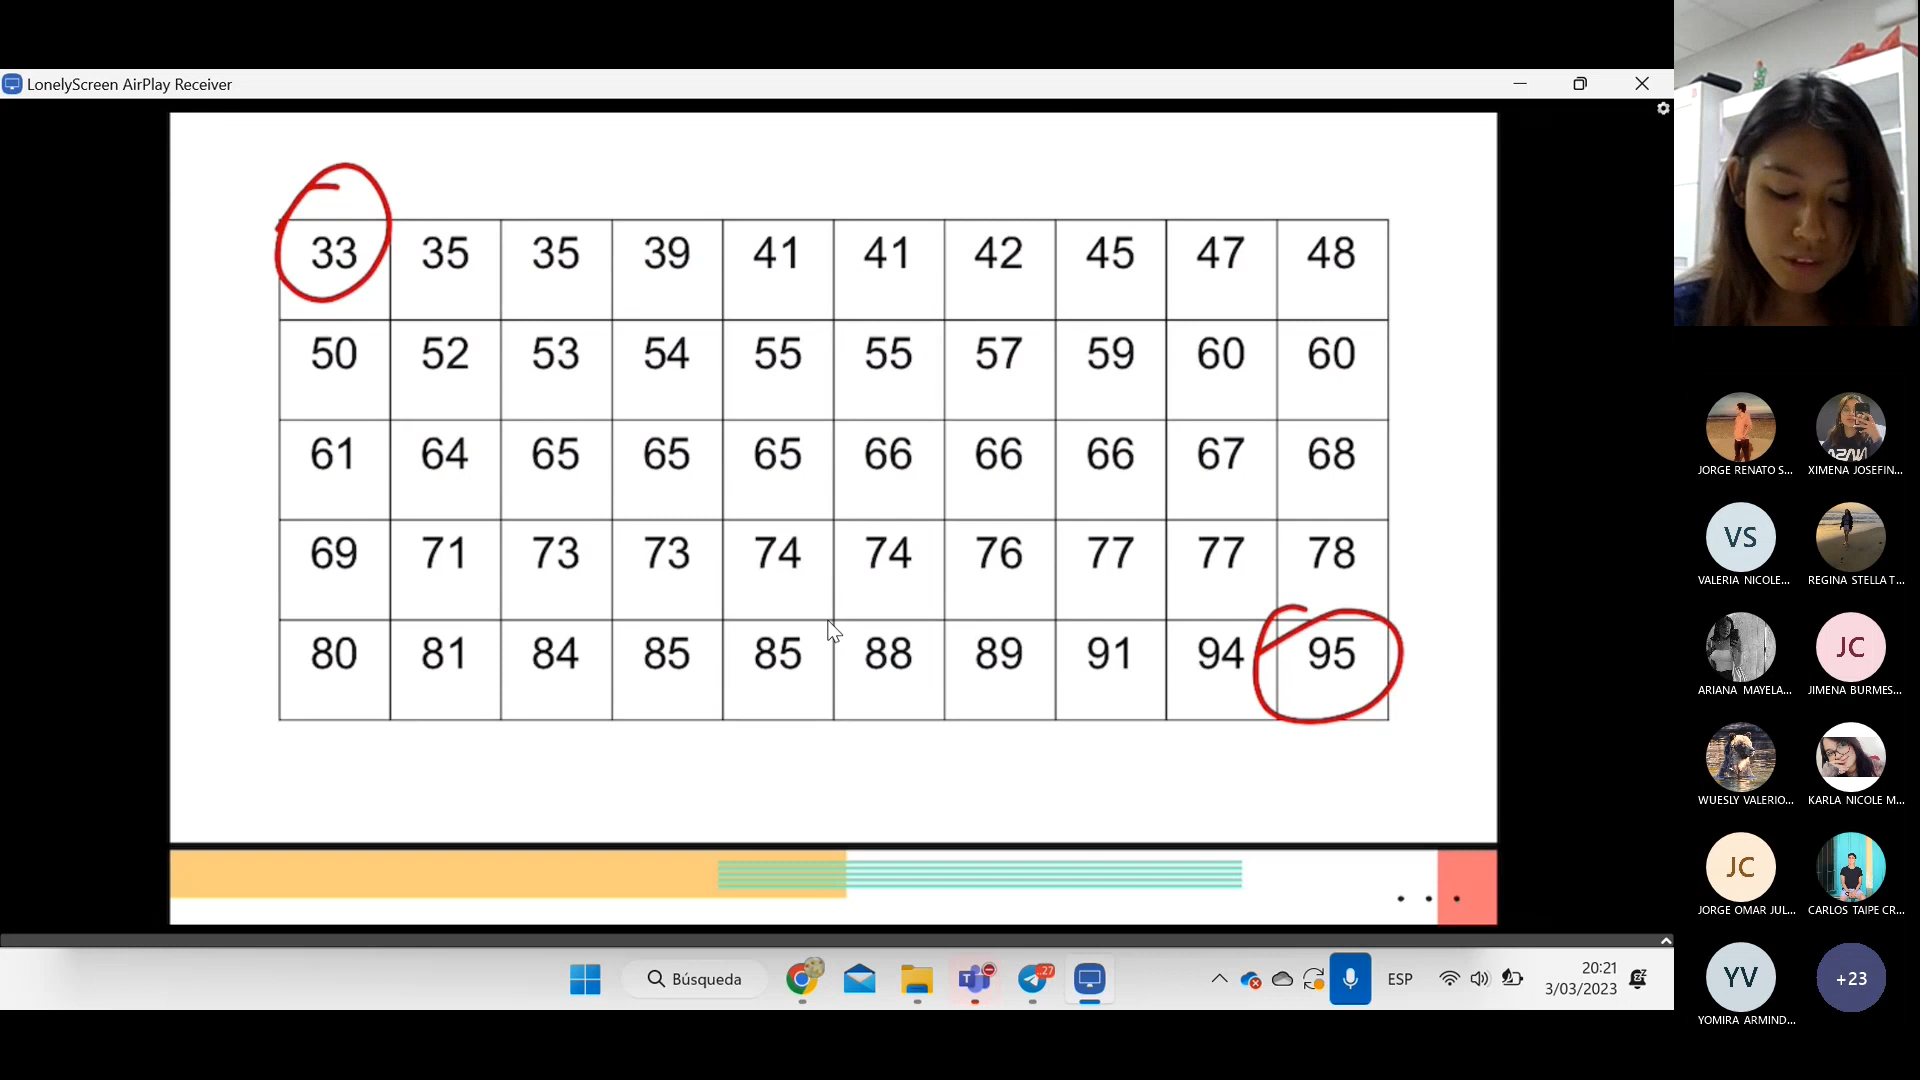 LonelyScreen AirPlay Receiver
33 35 35 39 41 41 42 45 47 48
50 52 53 54 55 55 57 59 60 60
61 64 65 65 65 66 66 66 67 68
69 71 73 73 74 74 76 77 77 78
80 81 84 85 85 88 89 91 94 95
JORGE RENATO S...
XIMENA JOSEFIN...
VS
VALERIA NICOLE...
REGINA STELLA T...
ARIANA MAYELA...
JC
JIMENA BURMES...
WUESLY VALERIO...
KARLA NICOLE M...
JC
JORGE OMAR JUL...
CARLOS TAIPE CR...
YV
YOMIRA ARMIND...
+23
Búsqueda
27
ESP
20:21
3/03/2023